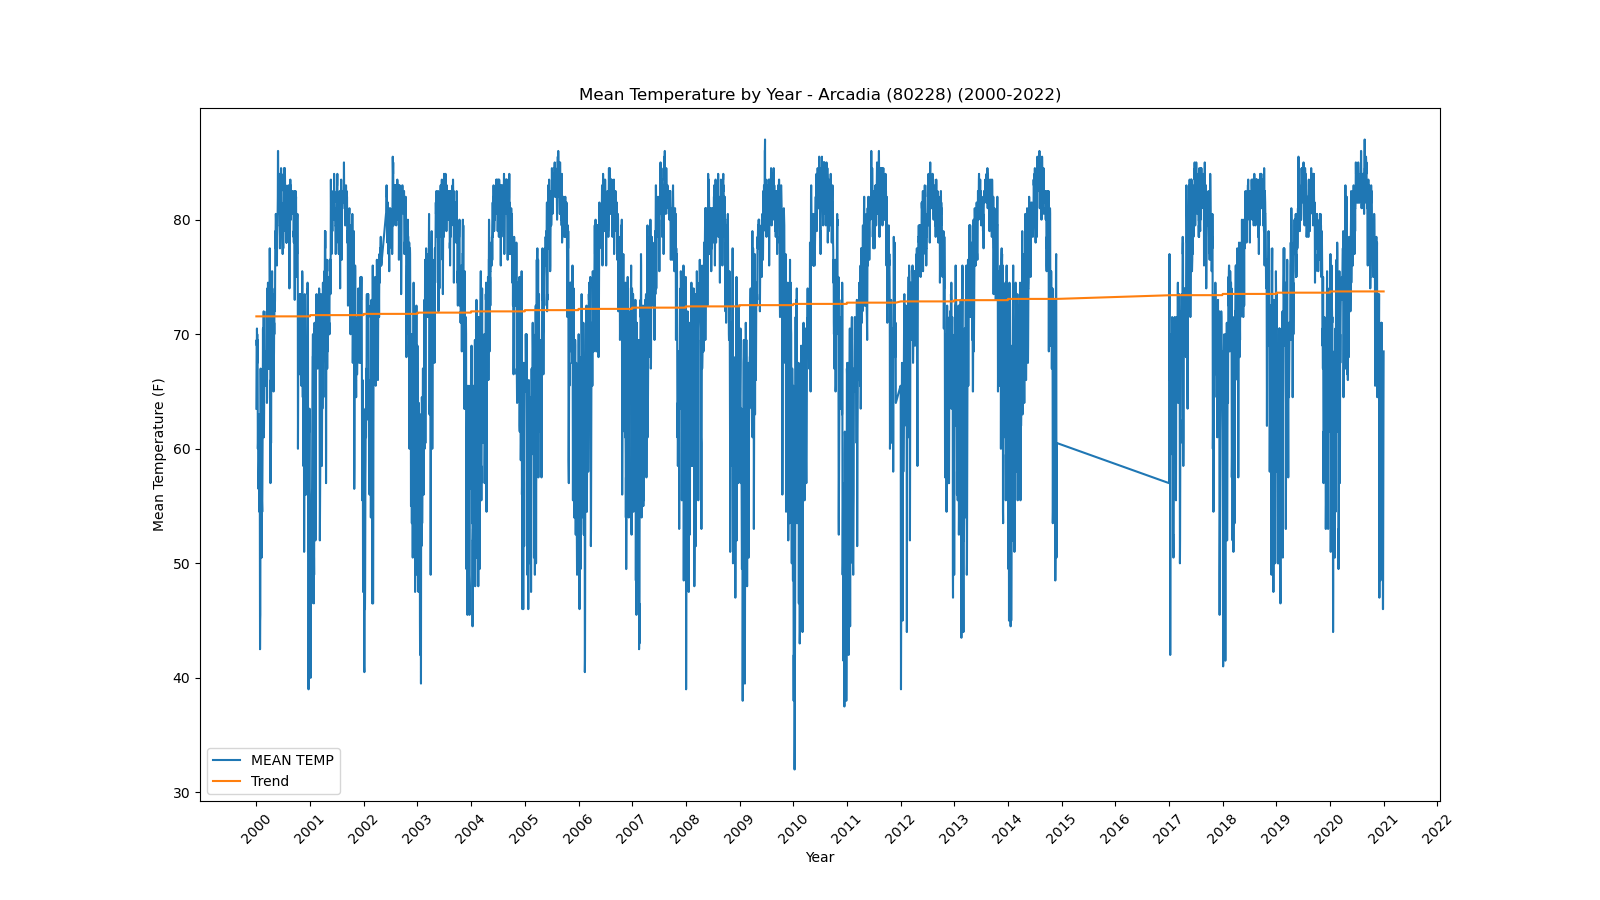 Mean Temperature by Year - Arcadia (80228) (2000-2022)
Mean Temperature (F)
80
70
60
50
40
30
MEAN TEMP
Trend
2000 2001 2002 2003 2004 2005 2006 2007 2008 2009 2010 2011 2012 2013 2014 2015 2016 2017 2018 2019 2020 2021 2022
Year